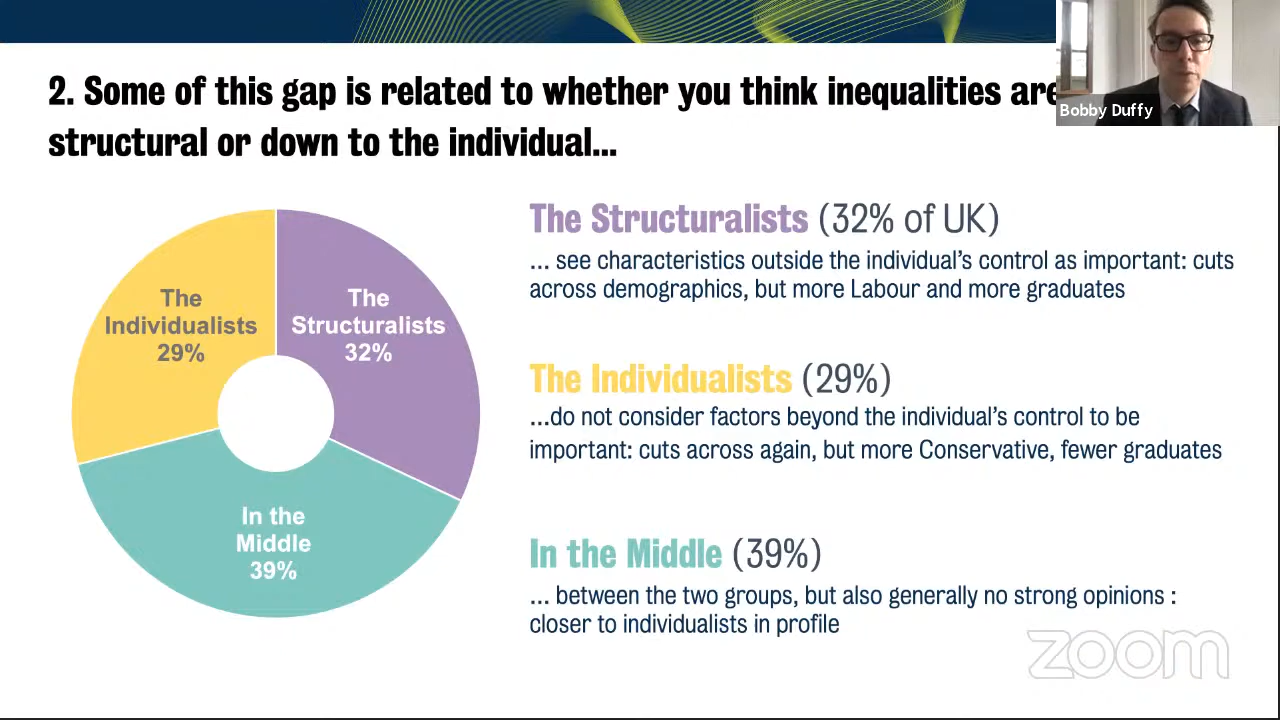 2. Some of this gap is related to whether you think inequalities are
structural or down to the individual...
Bobby Duffy
The
Individualists
29%
The
Structuralists
32%
In the
Middle
39%
The Structuralists (32% of UK)
... see characteristics outside the individual's control as important: cuts
across demographics, but more Labour and more graduates
The Individualists (29%)
...do not consider factors beyond the individual's control to be
important: cuts across again, but more Conservative, fewer graduates
In the Middle (39%)
... between the two groups, but also generally no strong opinions :
closer to individualists in profile
zoom